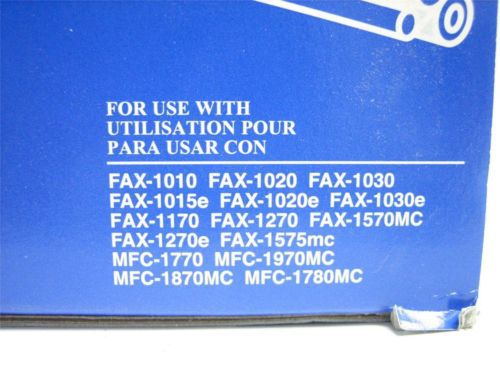 FOR USE WITH
UTILISATION POUR
PARA USAR CON
FAX-1010 FAX-1020 FAX-1030
FAX-1015e FAX-1020e FAX-1030e
FAX-1170 FAX-1270 FAX-1570MC
FAX-1270e FAX-1575mc
MFC-1770 MFC-1970MC
MFC-1870MC MFC-1780MC